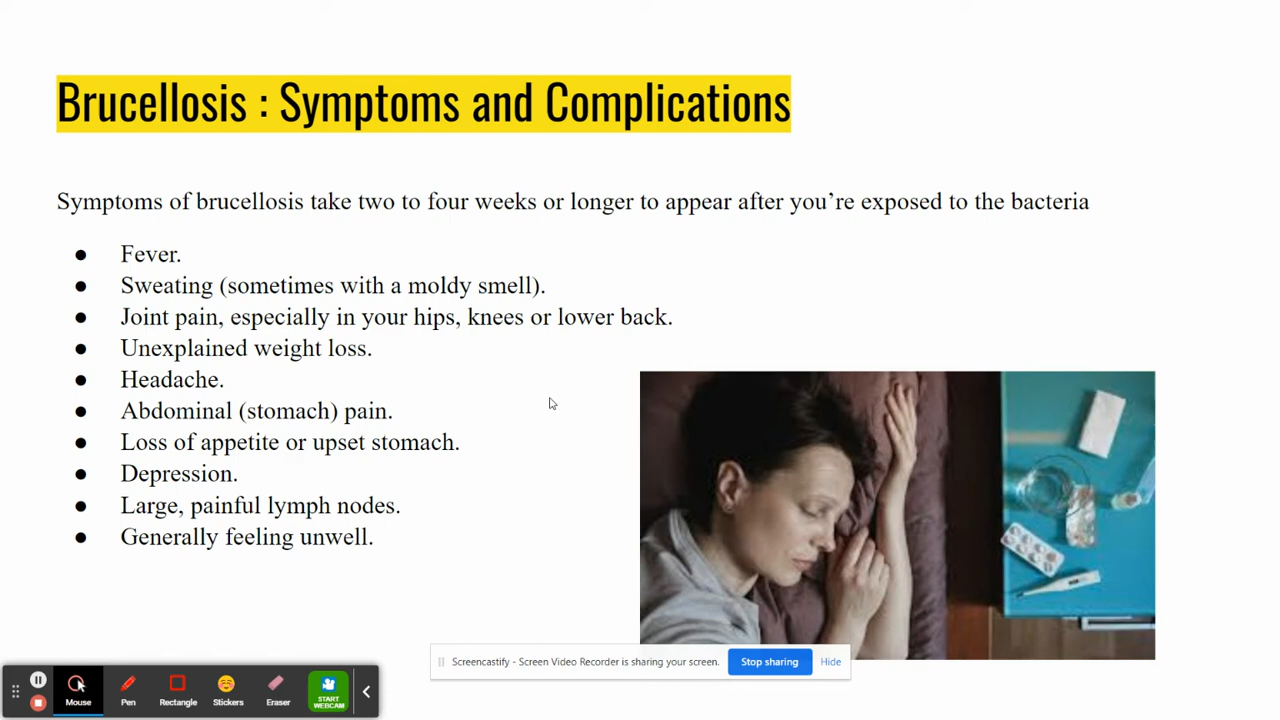 Brucellosis : Symptoms and Complications
Symptoms of brucellosis take two to four weeks or longer to appear after you’re exposed to the bacteria
● Fever.
● Sweating (sometimes with a moldy smell).
● Joint pain, especially in your hips, knees or lower back.
● Unexplained weight loss.
● Headache.
● Abdominal (stomach) pain.
● Loss of appetite or upset stomach.
● Depression.
● Large, painful lymph nodes.
● Generally feeling unwell.
Screencastify - Screen Video Recorder is sharing your screen. Stop sharing Hide
Mouse Pen Rectangle Stickers Eraser START WEBCAM